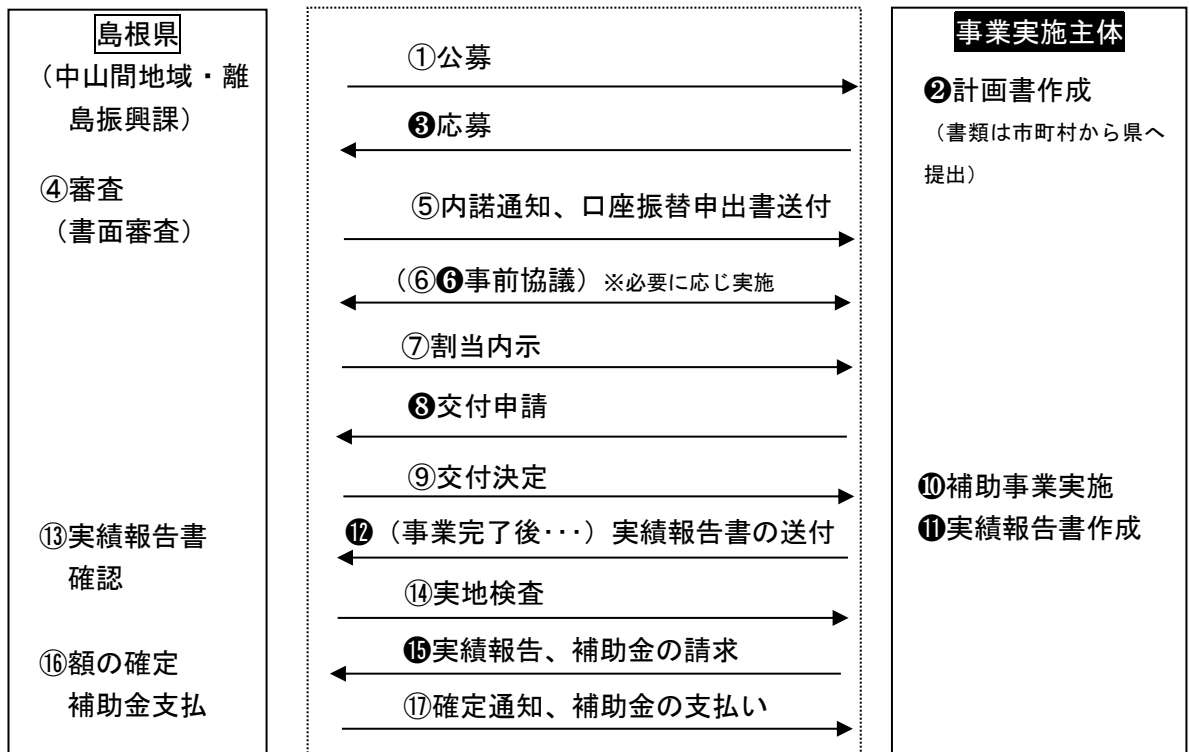 島根県
（中山間地域・離
島振興課）
④審査
（書面審査）
⑬実績報告書
確認
⑯額の確定
補助金支払
①公募
❸応募
⑤内諾通知、口座振替申出書送付
（⑥❻事前協議）※必要に応じ実施
⑦割当内示
❽交付申請
⑨交付決定
⓬（事業完了後･･･）実績報告書の送付
⑭実地検査
⓯実績報告、補助金の請求
⑰確定通知、補助金の支払い
事業実施主体
❷計画書作成
（書類は市町村から県へ
提出）
❿補助事業実施
⓫実績報告書作成